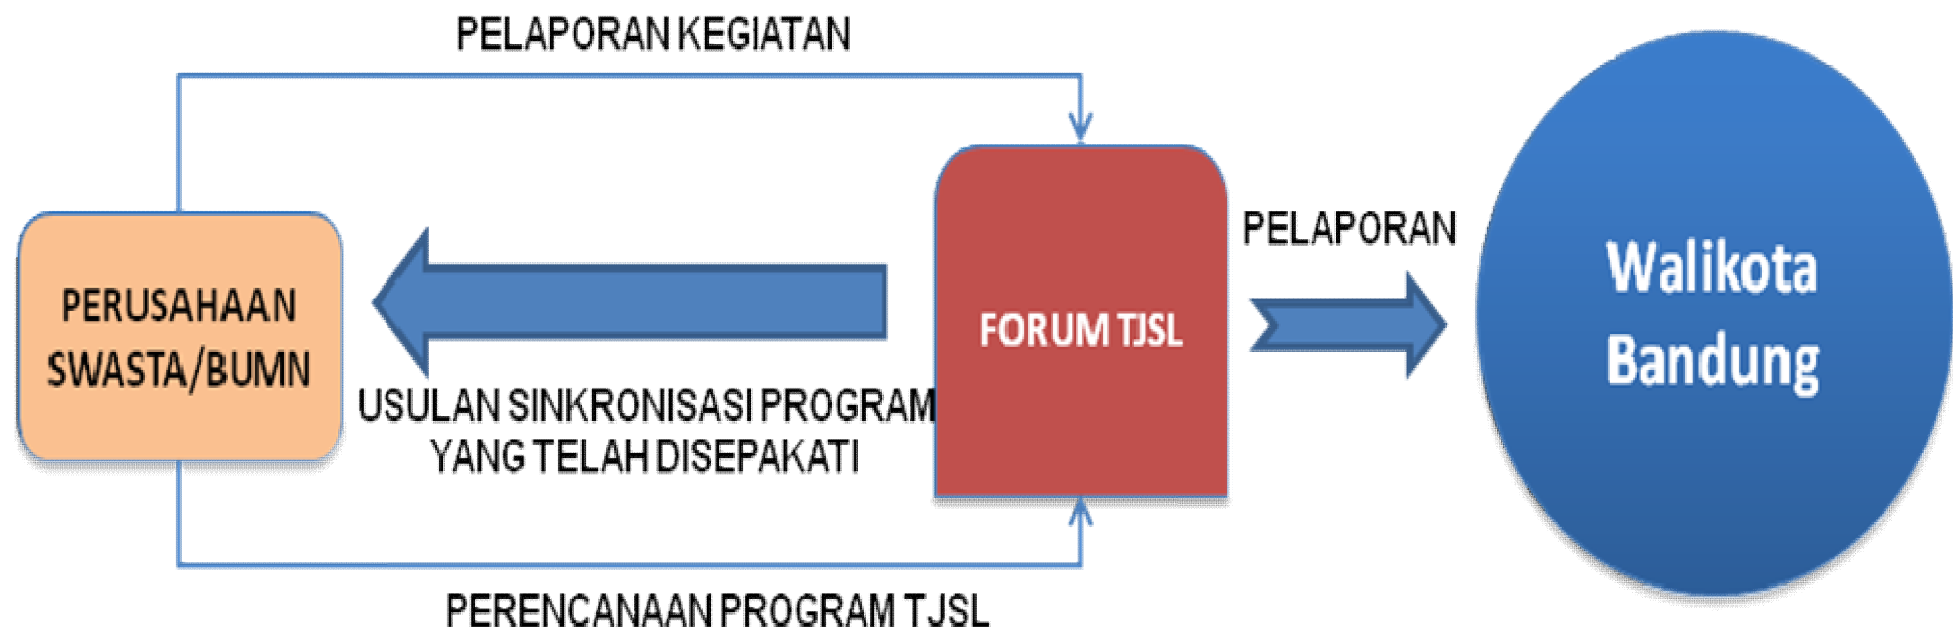 PELAPORAN KEGIATAN
PERUSAHAAN
SWASTA/BUMN
USULAN SINKRONISASI PROGRAM
YANG TELAH DISEPAKATI
FORUM TJSL
PELAPORAN
Walikota
Bandung
PERENCANAAN PROGRAM TJSL